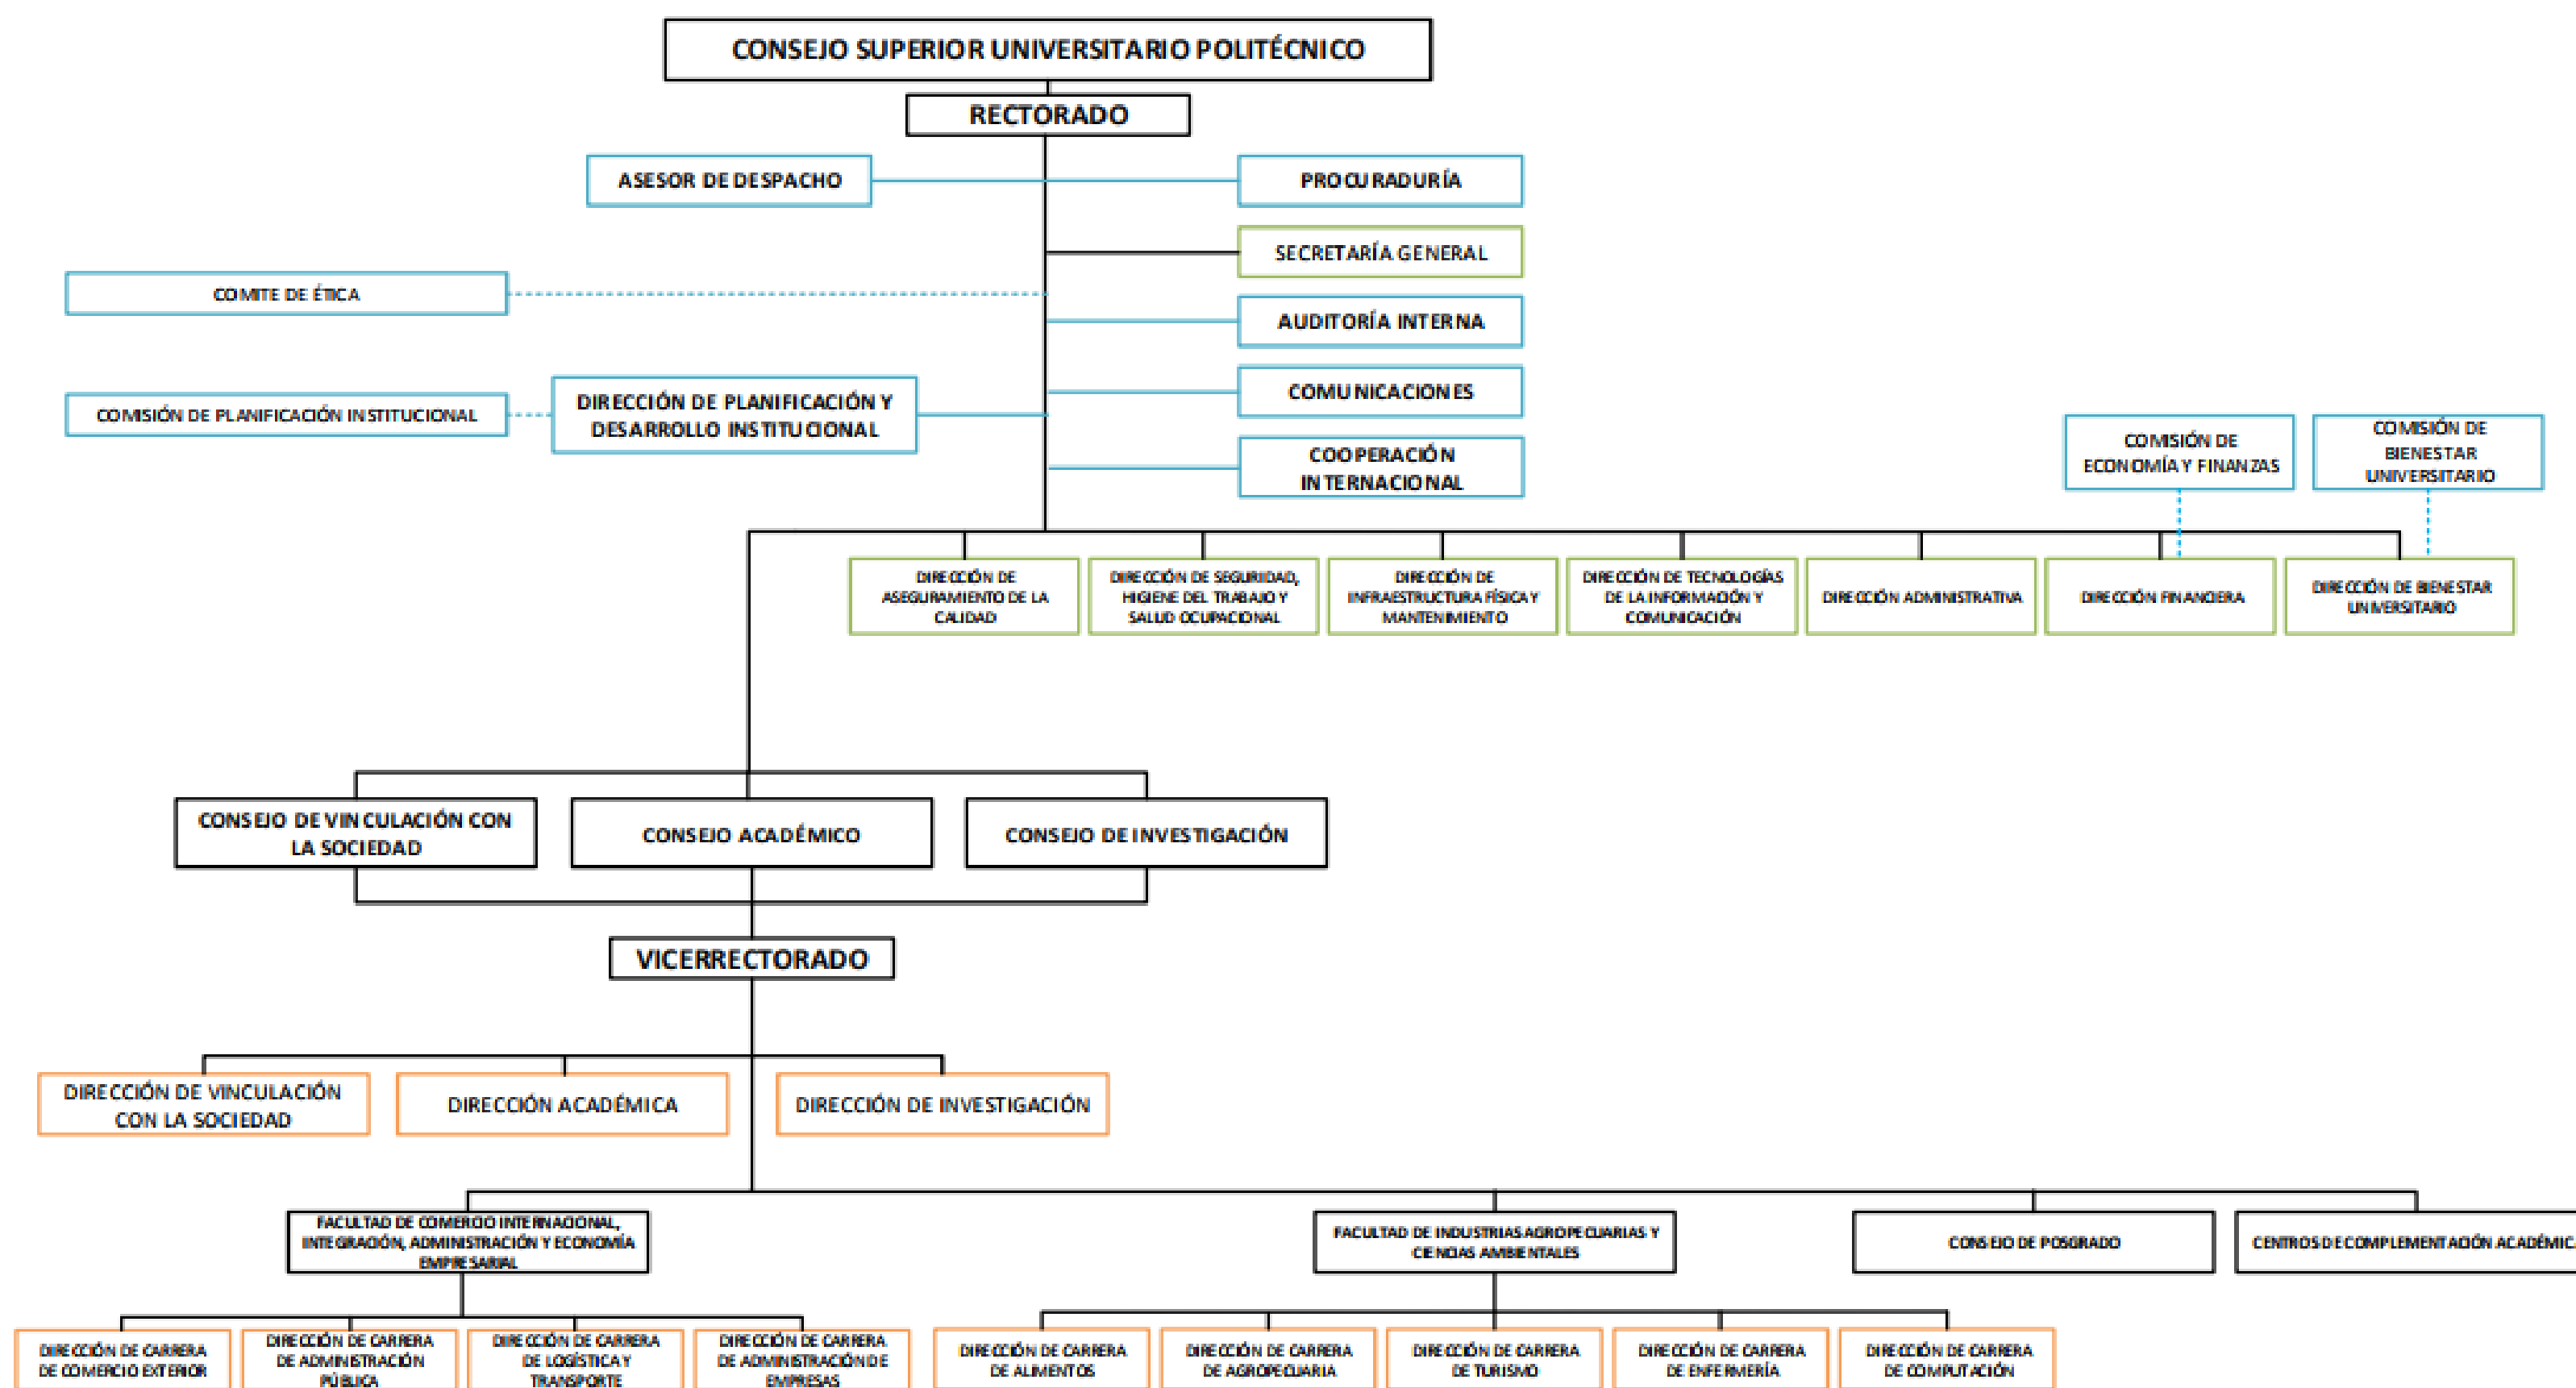 CONSEJO SUPERIOR UNIVERSITARIO POLITÉCNICO
RECTORADO
ASESOR DE DESPACHO
PROCURADURÍA
SECRETARÍA GENERAL
COMITE DE ÉTICA
AUDITORÍA INTERNA
COMUNICACIONES
COMISIÓN DE PLANIFICACIÓN INSTITUCIONAL
DIRECCIÓN DE PLANIFICACIÓN Y
DESARROLLO INSTITUCIONAL
COOPERACIÓN
INTERNACIONAL
COMISIÓN DE
ECONOMÍA Y FINANZAS
COMISIÓN DE
BIENESTAR
UNIVERSITARIO
DIRECCIÓN DE
ASEGURAMIENTO DE LA
CALIDAD
DIRECCIÓN DE SEGURIDAD,
HIGIENE DEL TRABAJO Y
SALUD OCUPACIONAL
DIRECCIÓN DE
INFRAESTRUCTURA FÍSICA Y
MANTENIMIENTO
DIRECCIÓN DE TECNOLOGÍAS
DE LA INFORMACIÓN Y
COMUNICACIÓN
DIRECCIÓN ADMINISTRATIVA
DIRECCIÓN FINANCIERA
DIRECCIÓN DE BIENESTAR
UNIVERSITARIO
CONSEJO DE VINCULACIÓN CON
LA SOCIEDAD
CONSEJO ACADÉMICO
CONSEJO DE INVESTIGACIÓN
VICERRECTORADO
DIRECCIÓN DE VINCULACIÓN
CON LA SOCIEDAD
DIRECCIÓN ACADÉMICA
DIRECCIÓN DE INVESTIGACIÓN
FACULTAD DE COMERCIO INTERNACIONAL,
INTEGRACIÓN, ADMINISTRACIÓN Y ECONOMÍA
EMPRESARIAL
FACULTAD DE INDUSTRIAS AGROPECUARIAS Y
CIENCIAS AMBIENTALES
CONSEJO DE POSGRADO
CENTROS DE COMPLEMENTACIÓN ACADÉMIC
DIRECCIÓN DE CARRERA
DE COMERCIO EXTERIOR
DIRECCIÓN DE CARRERA
DE ADMINISTRACIÓN
PÚBLICA
DIRECCIÓN DE CARRERA
DE LOGÍSTICA Y
TRANSPORTE
DIRECCIÓN DE CARRERA
DE ADMINISTRACIÓN DE
EMPRESAS
DIRECCIÓN DE CARRERA
DE ALIMENTOS
DIRECCIÓN DE CARRERA
DE AGROPECUARIA
DIRECCIÓN DE CARRERA
DE TURISMO
DIRECCIÓN DE CARRERA
DE ENFERMERÍA
DIRECCIÓN DE CARRERA
DE COMPUTACIÓN